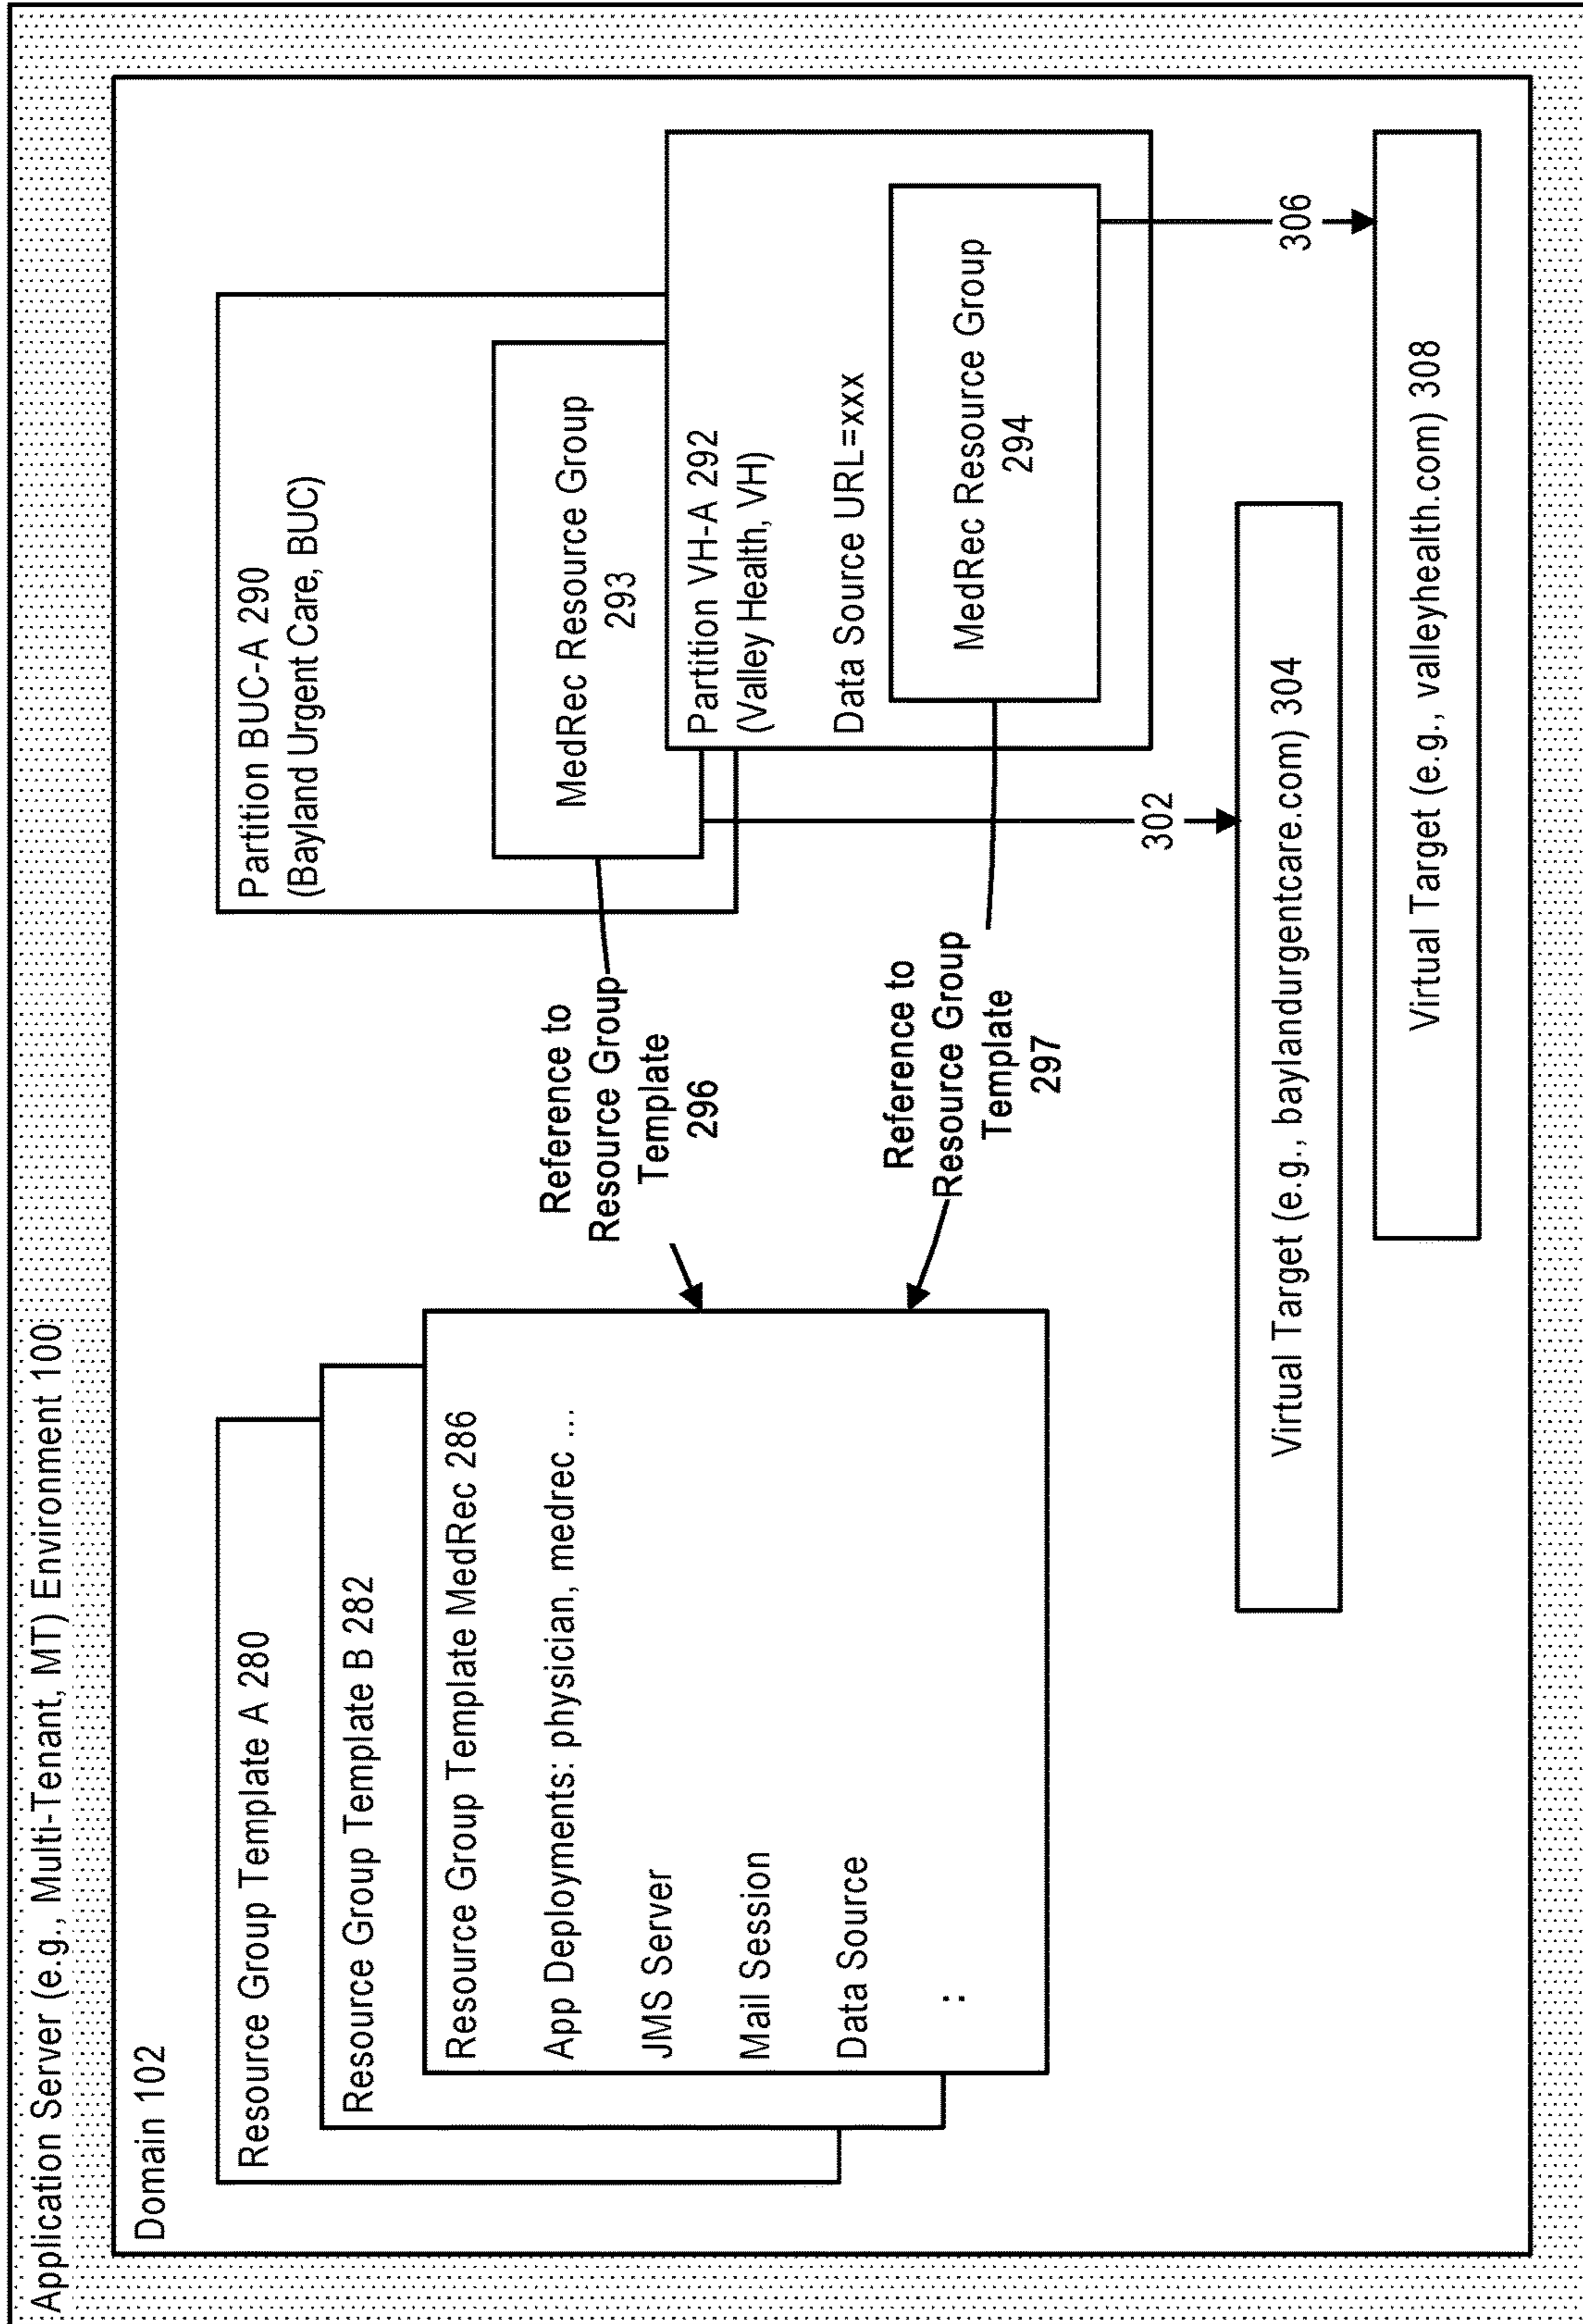 Application Server (e.g., Multi-Tenant, MT) Environment 100
Domain 102
Resource Group Template A 280
Resource Group Template B 282
Resource Group Template MedRec 286
App Deployments: physician, medrec ...
JMS Server
Mail Session
Data Source
:
Reference to
Resource Group
Template
296
Reference to
Resource Group
Template
297
Partition BUC-A 290
(Bayland Urgent Care, BUC)
MedRec Resource Group
293
Partition VH-A 292
(Valley Health, VH)
Data Source URL=xxx
MedRec Resource Group
294
302
306
Virtual Target (e.g., baylandurgentcare.com) 304
Virtual Target (e.g., valleyhealth.com) 308